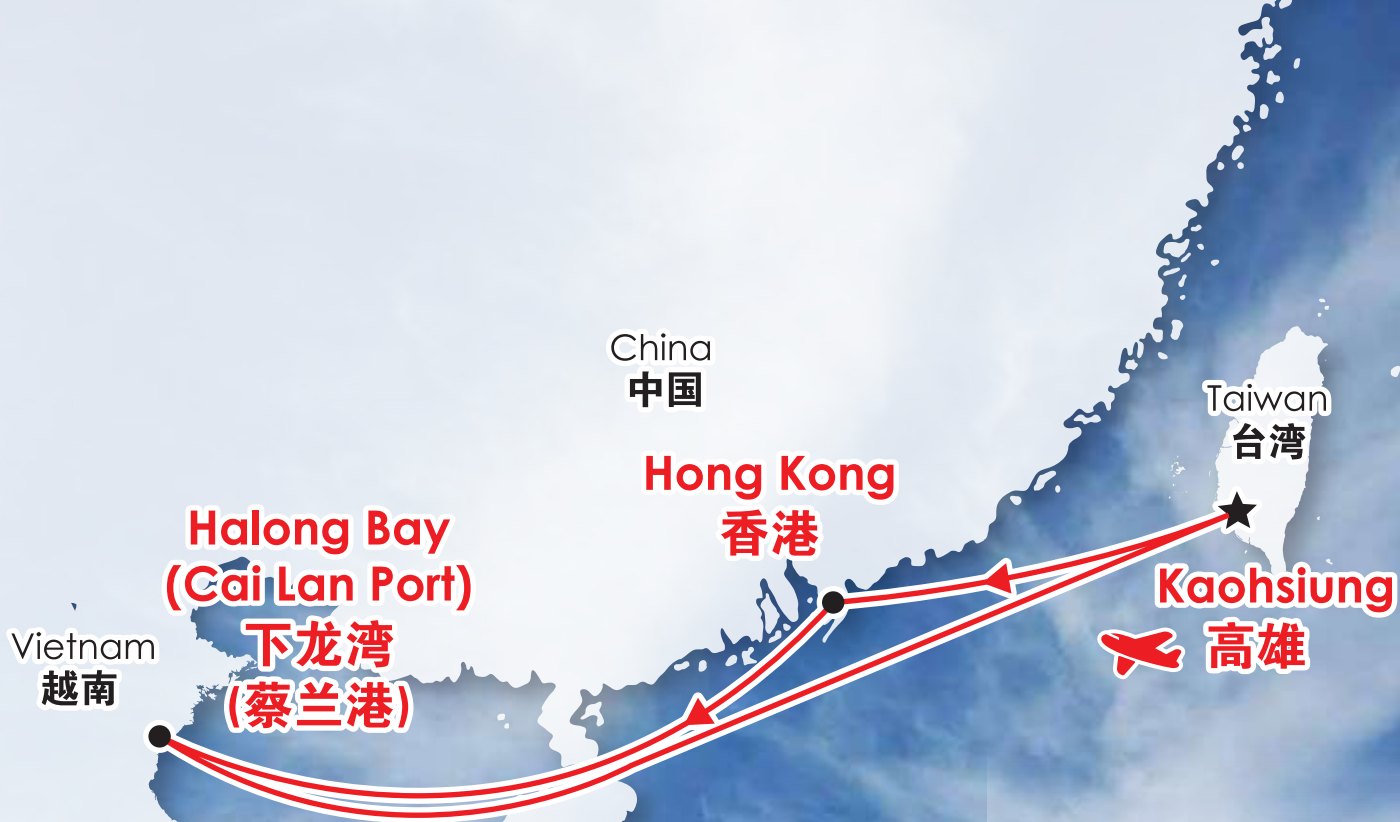 China
中国
Taiwan
台湾
Hong Kong
香港
Halong Bay
(Cai Lan Port)
下龙湾
(蔡兰港)
Vietnam
越南
Kaohsiung
高雄